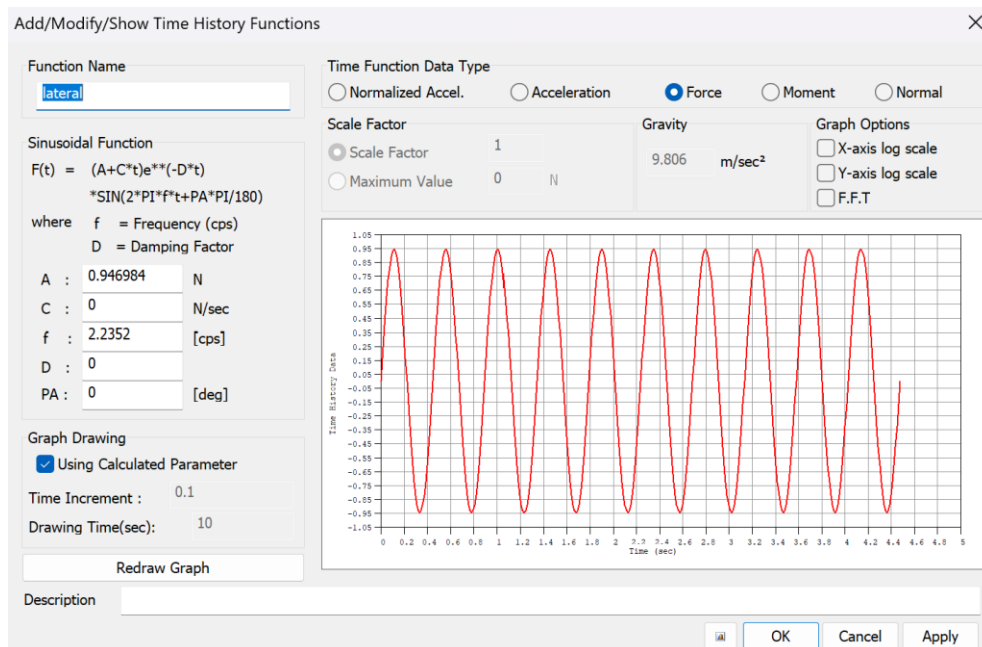 Add/Modify/Show Time History Functions
Function Name
lateral
Time Function Data Type
Normalized Accel. Acceleration Force Moment Normal
Scale Factor
Scale Factor 1
Maximum Value 0 N
Gravity
9.806 m/sec²
Graph Options
X-axis log scale
Y-axis log scale
F.F.T
Sinusoidal Function
F(t) = (A+C*t)e**(-D*t)
*SIN(2*PI*f*t+PA*PI/180)
where f = Frequency (cps)
D = Damping Factor
A : 0.946984 N
C : 0 N/sec
f : 2.2352 [cps]
D : 0
PA : 0 [deg]
Graph Drawing
Using Calculated Parameter
Time Increment : 0.1
Drawing Time(sec): 10
Redraw Graph
Time History Data
1.05
0.95
0.85
0.75
0.65
0.55
0.45
0.35
0.25
0.15
0.05
-0.05
-0.15
-0.25
-0.35
-0.45
-0.55
-0.65
-0.75
-0.85
-0.95
-1.05
0 0.2 0.4 0.6 0.8 1 1.2 1.4 1.6 1.8 2 2.2 2.4 2.6 2.8 3 3.2 3.4 3.6 3.8 4 4.2 4.4 4.6 4.8 5
Time (sec)
Description
OK Cancel Apply